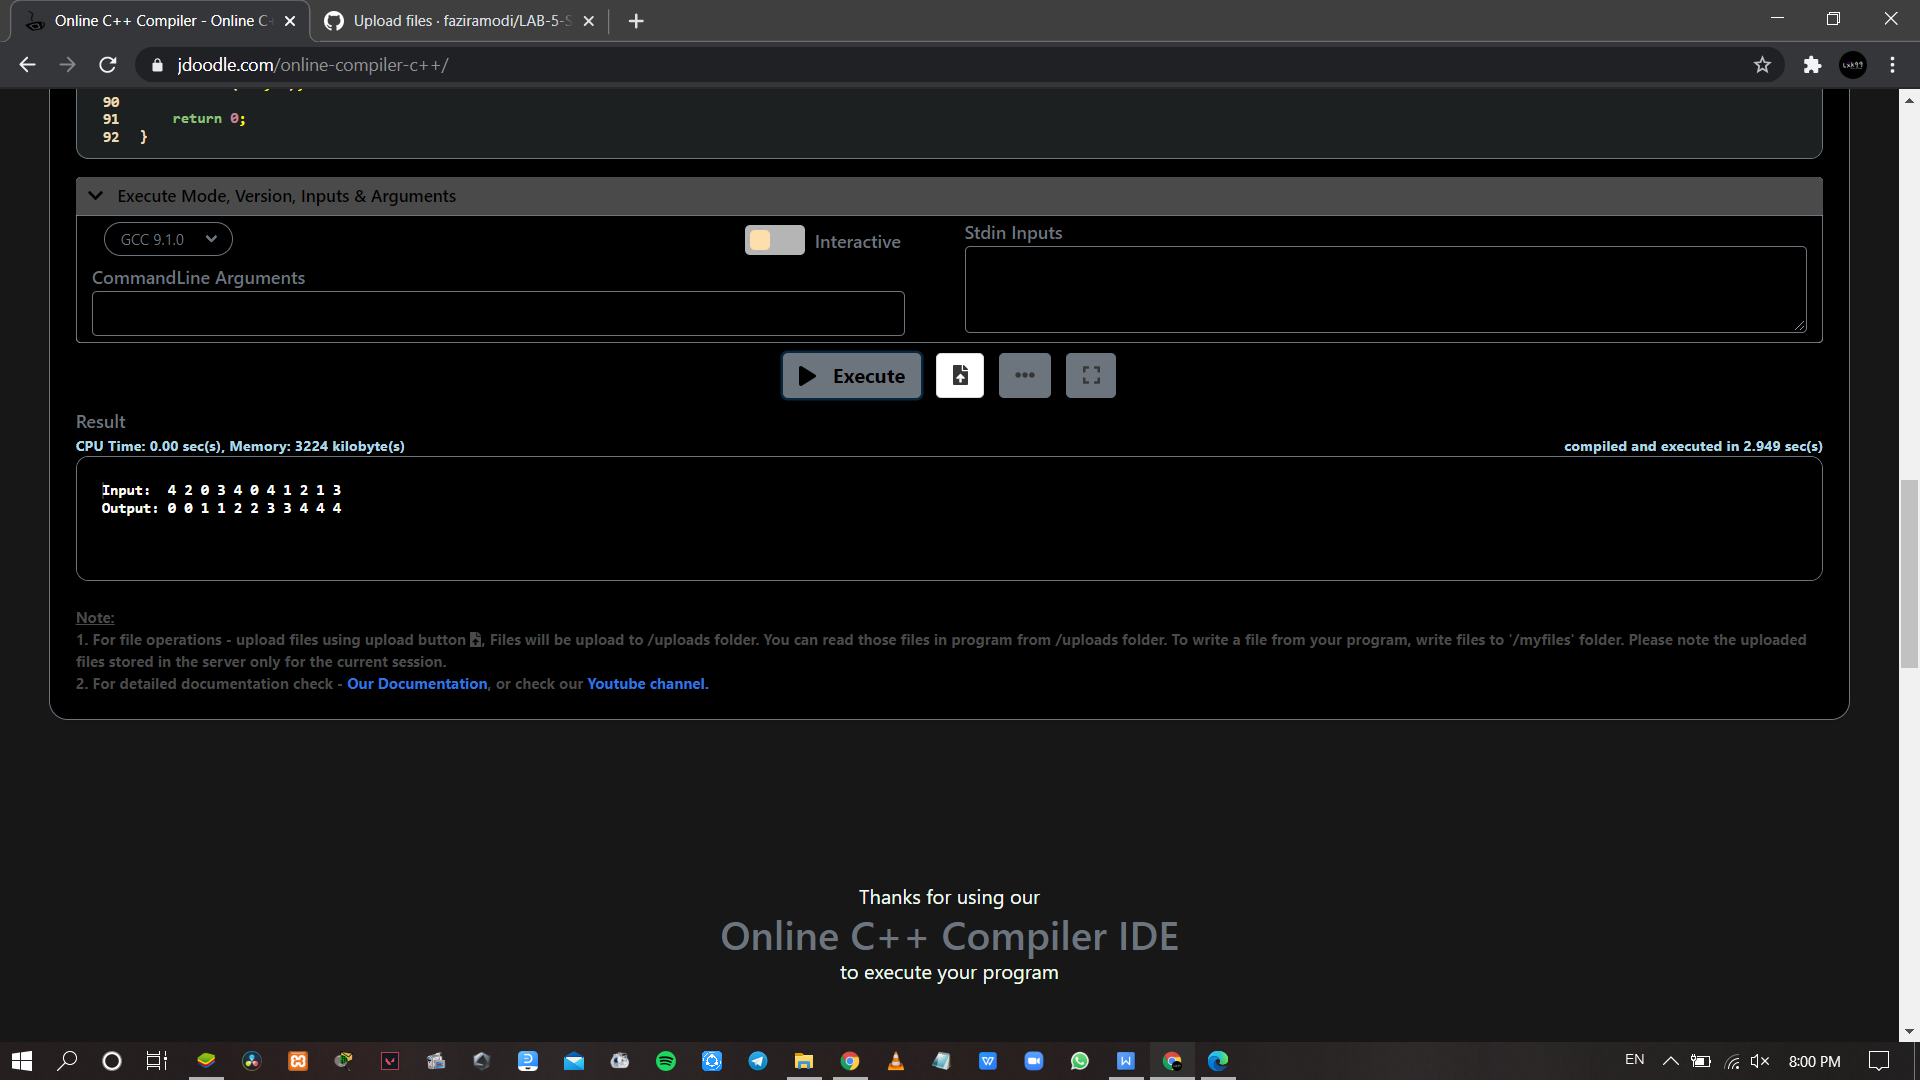 Online C++ Compiler - Online C
Upload files · faziramodi/LAB-5-S
jdoodle.com/online-compiler-c++/
90
91 return 0;
92 }
Execute Mode, Version, Inputs & Arguments
GCC 9.1.0
Interactive
Stdin Inputs
CommandLine Arguments
Execute
Result
CPU Time: 0.00 sec(s), Memory: 3224 kilobyte(s)
compiled and executed in 2.949 sec(s)
Input:  4 2 0 3 4 0 4 1 2 1 3
Output: 0 0 1 1 2 2 3 3 4 4 4
Note:
1. For file operations - upload files using upload button , Files will be upload to /uploads folder. You can read those files in program from /uploads folder. To write a file from your program, write files to '/myfiles' folder. Please note the uploaded
files stored in the server only for the current session.
2. For detailed documentation check - Our Documentation, or check our Youtube channel.
Thanks for using our
Online C++ Compiler IDE
to execute your program
EN
8:00 PM